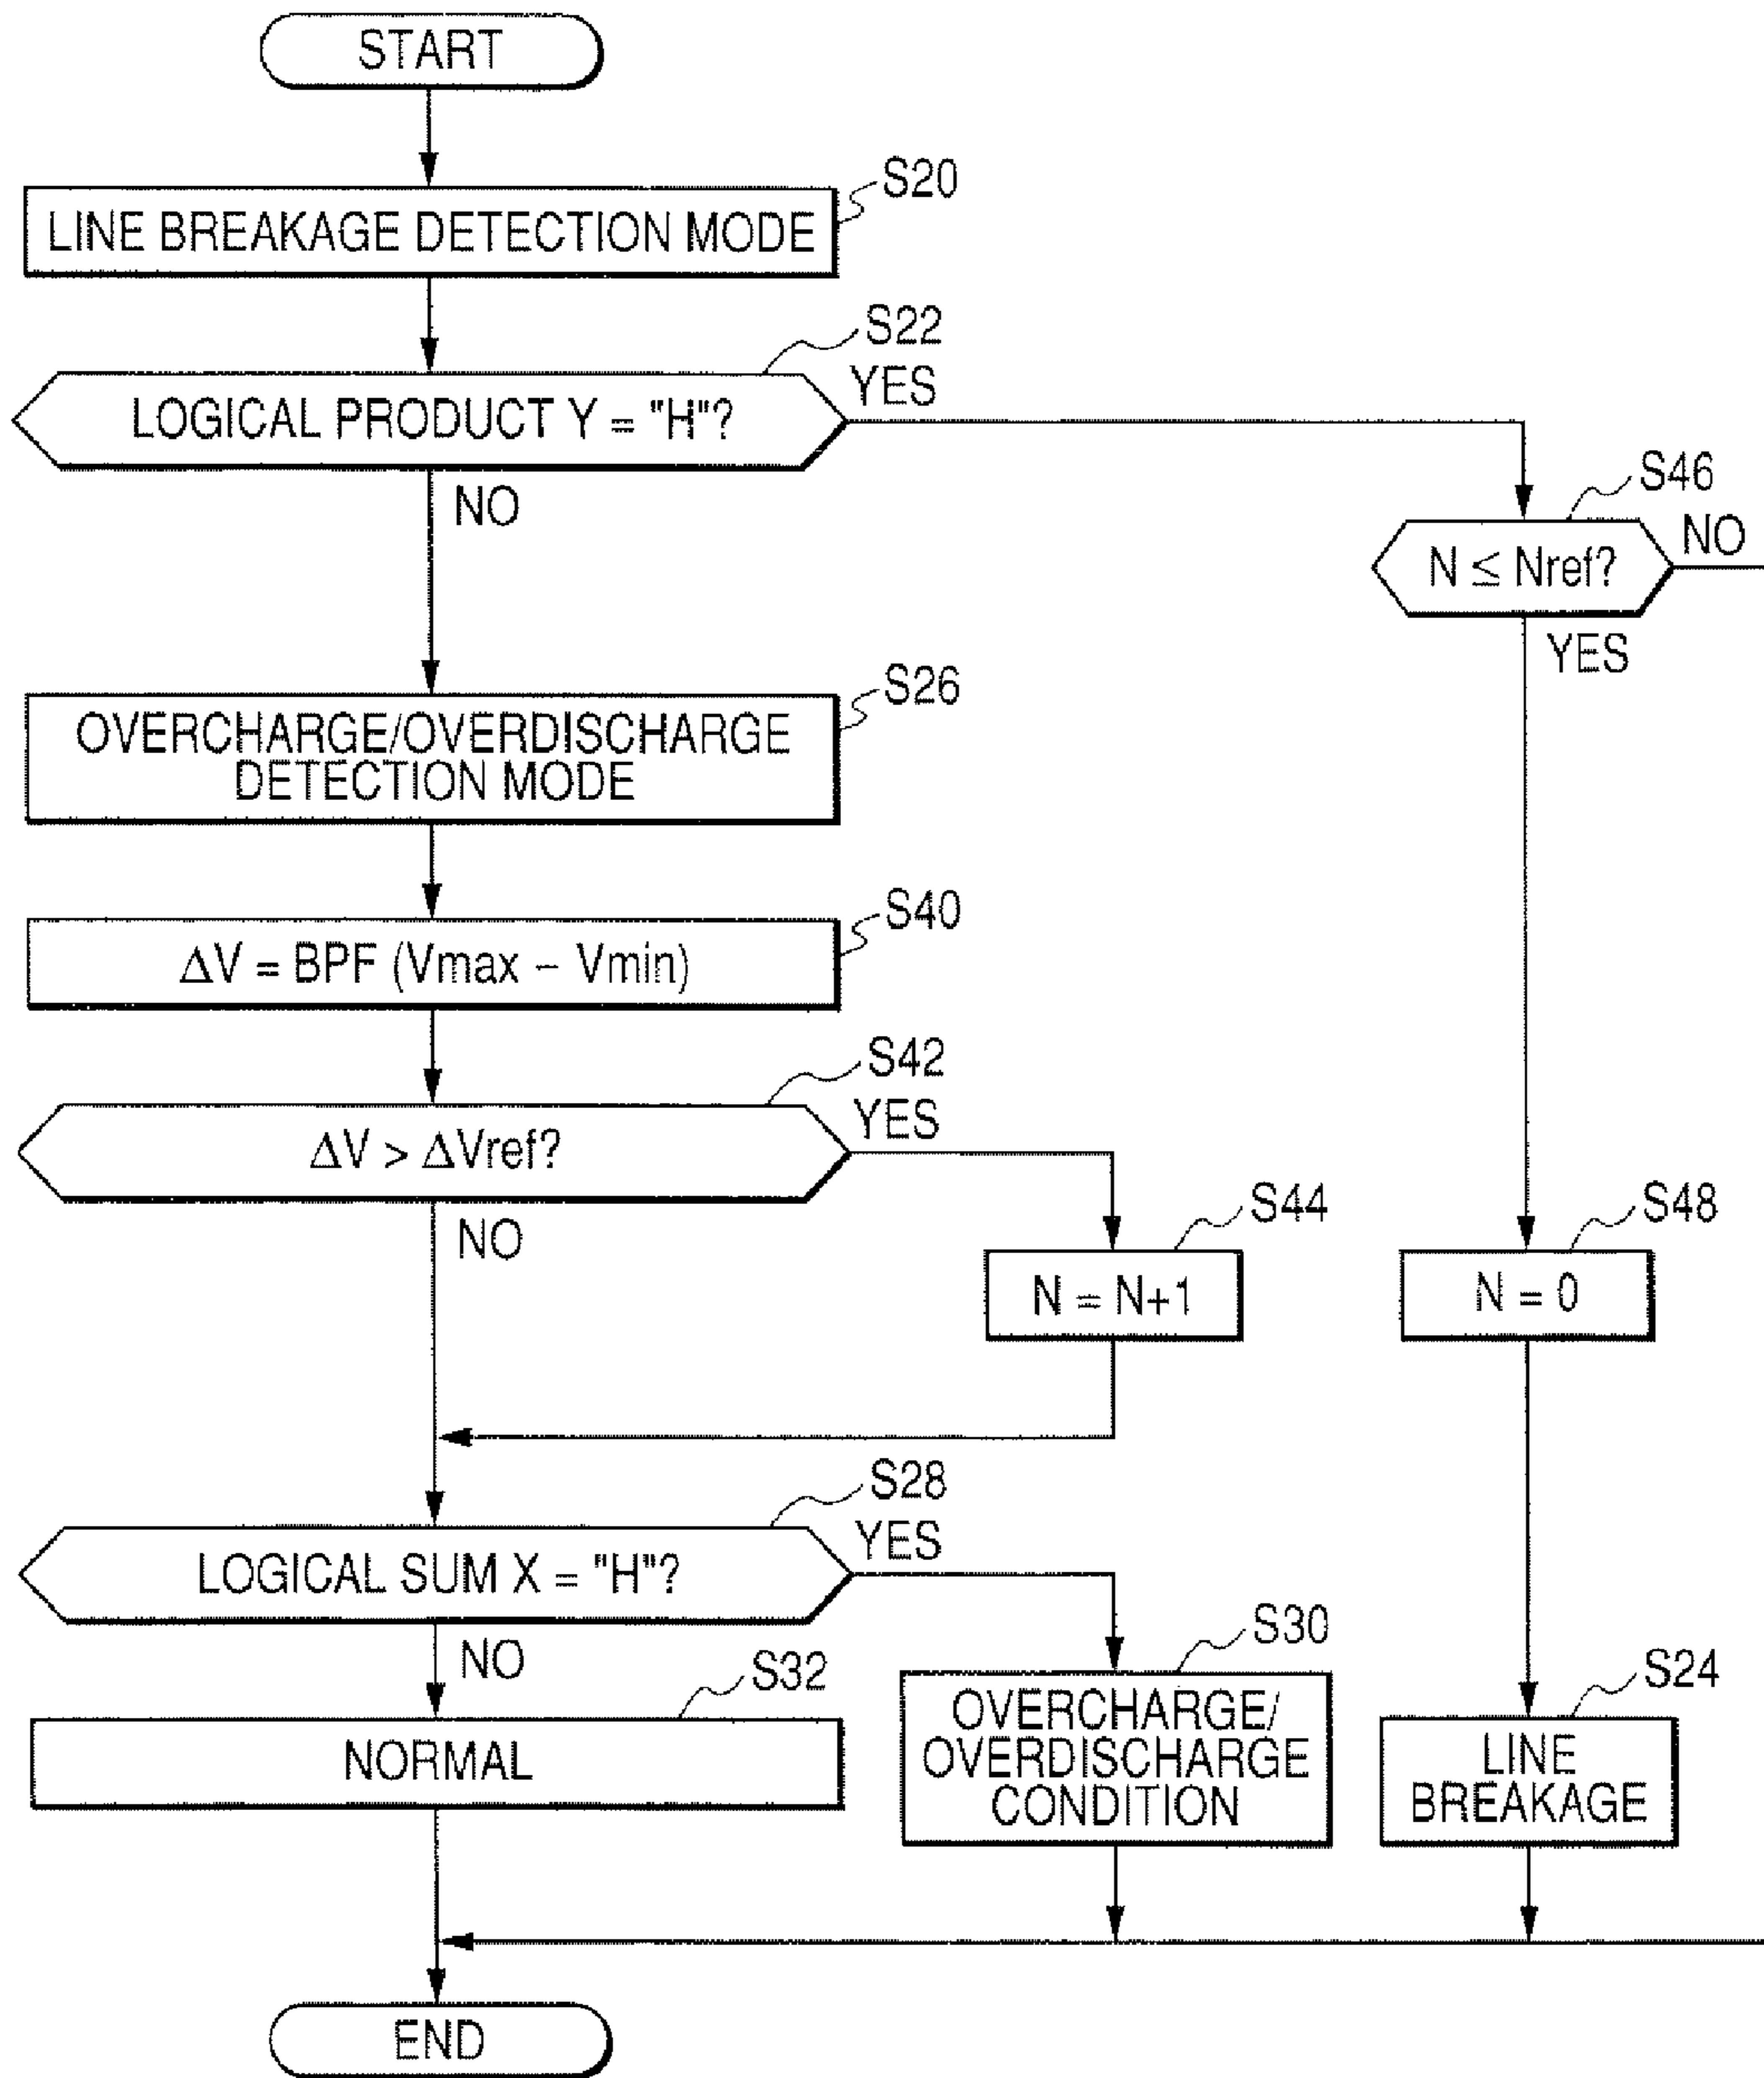 START
S20
LINE BREAKAGE DETECTION MODE
S22
LOGICAL PRODUCT Y = "H"?
YES
NO
S46
N ≤ Nref?
NO
YES
S26
OVERCHARGE/OVERDISCHARGE
DETECTION MODE
S40
ΔV = BPF (Vmax – Vmin)
S42
ΔV > ΔVref?
YES
NO
S44
N = N+1
S48
N = 0
S28
LOGICAL SUM X = "H"?
YES
NO
S32
NORMAL
S30
OVERCHARGE/
OVERDISCHARGE
CONDITION
S24
LINE
BREAKAGE
END